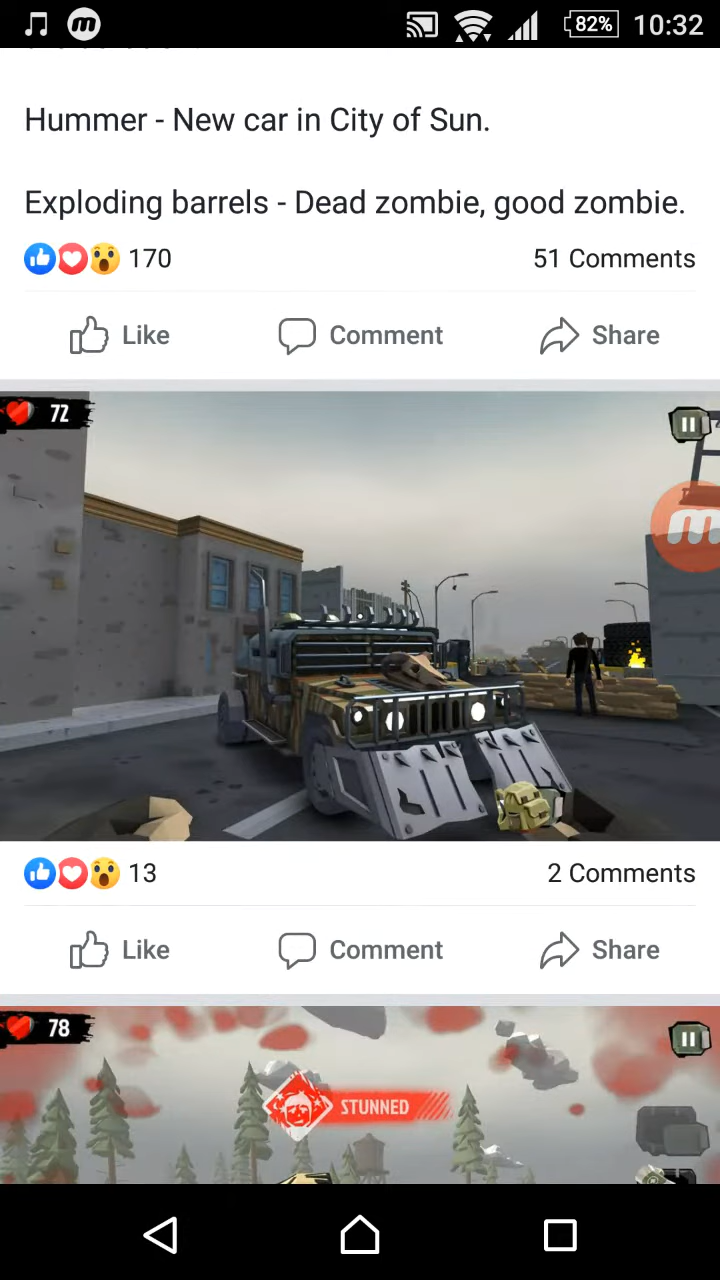 82% 10:32
Hummer - New car in City of Sun.
Exploding barrels - Dead zombie, good zombie.
170 51 Comments
Like Comment Share
72
m
13 2 Comments
Like Comment Share
78
STUNNED